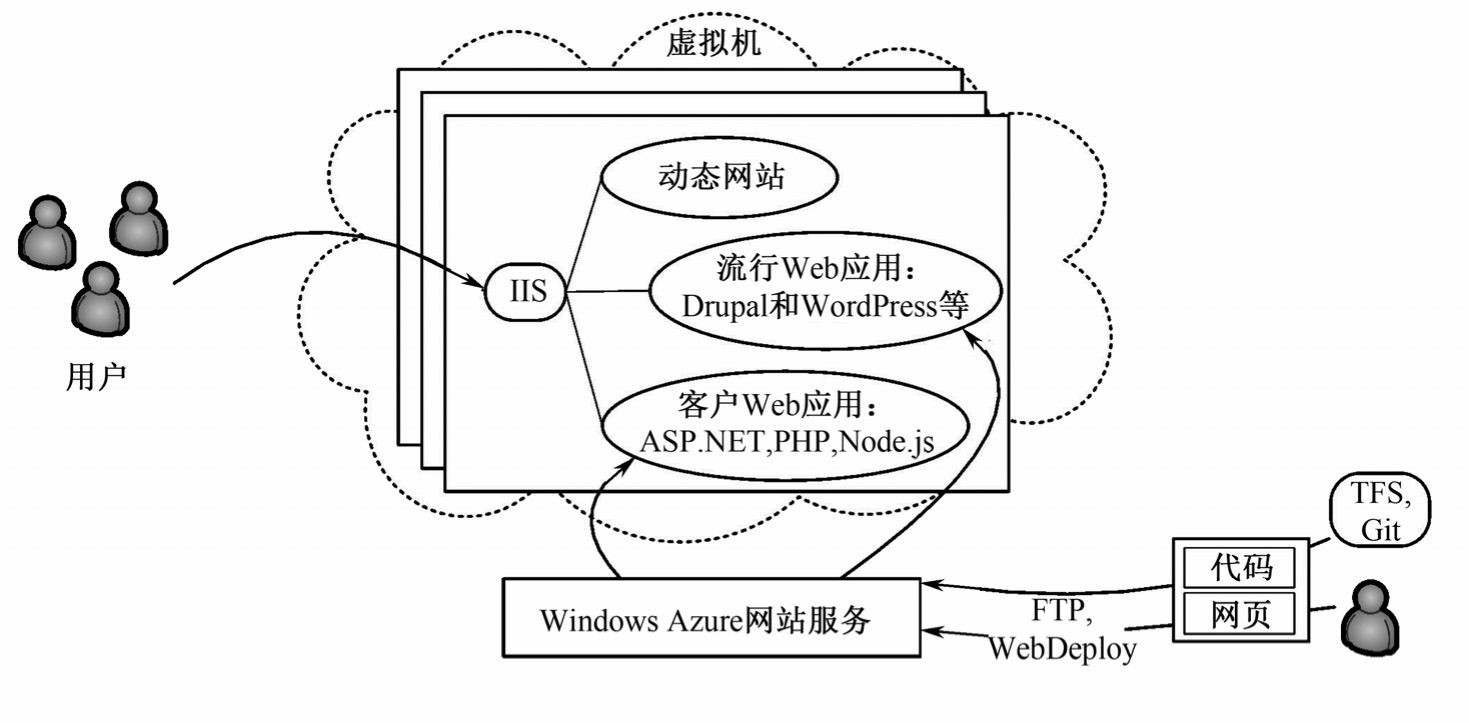 虚拟机
动态网站
流行Web应用：
Drupal和WordPress等
IIS
客户Web应用：
ASP.NET,PHP,Node.js
用户
TFS,
Git
代码
网页
FTP,
WebDeploy
Windows Azure网站服务